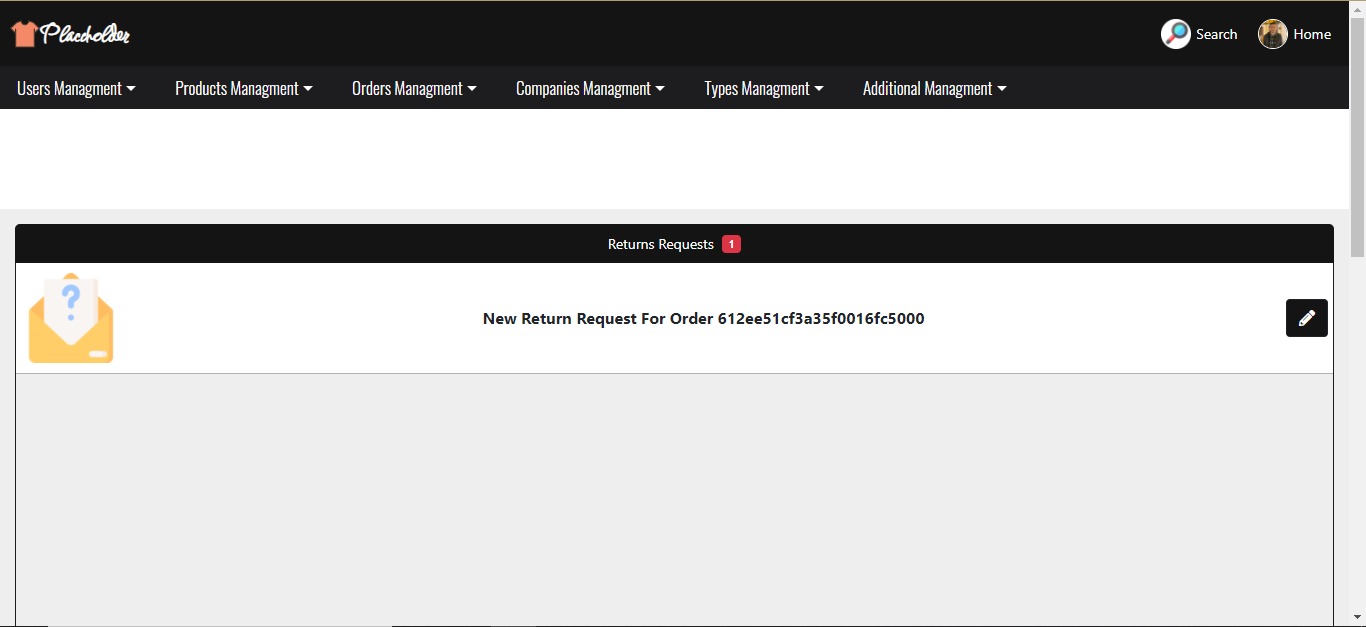 Placeholder
Search
Home
Users Managment
Products Managment
Orders Managment
Companies Managment
Types Managment
Additional Managment
Returns Requests 1
?
New Return Request For Order 612ee51cf3a35f0016fc5000